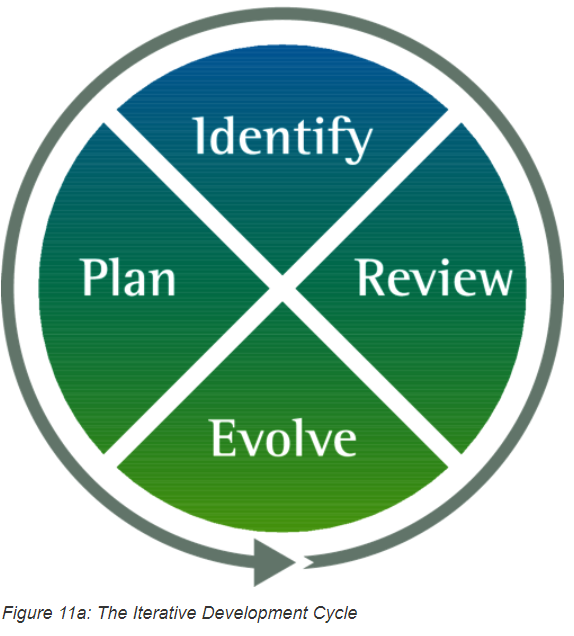 Identify
Plan
Review
Evolve
Figure 11a: The Iterative Development Cycle